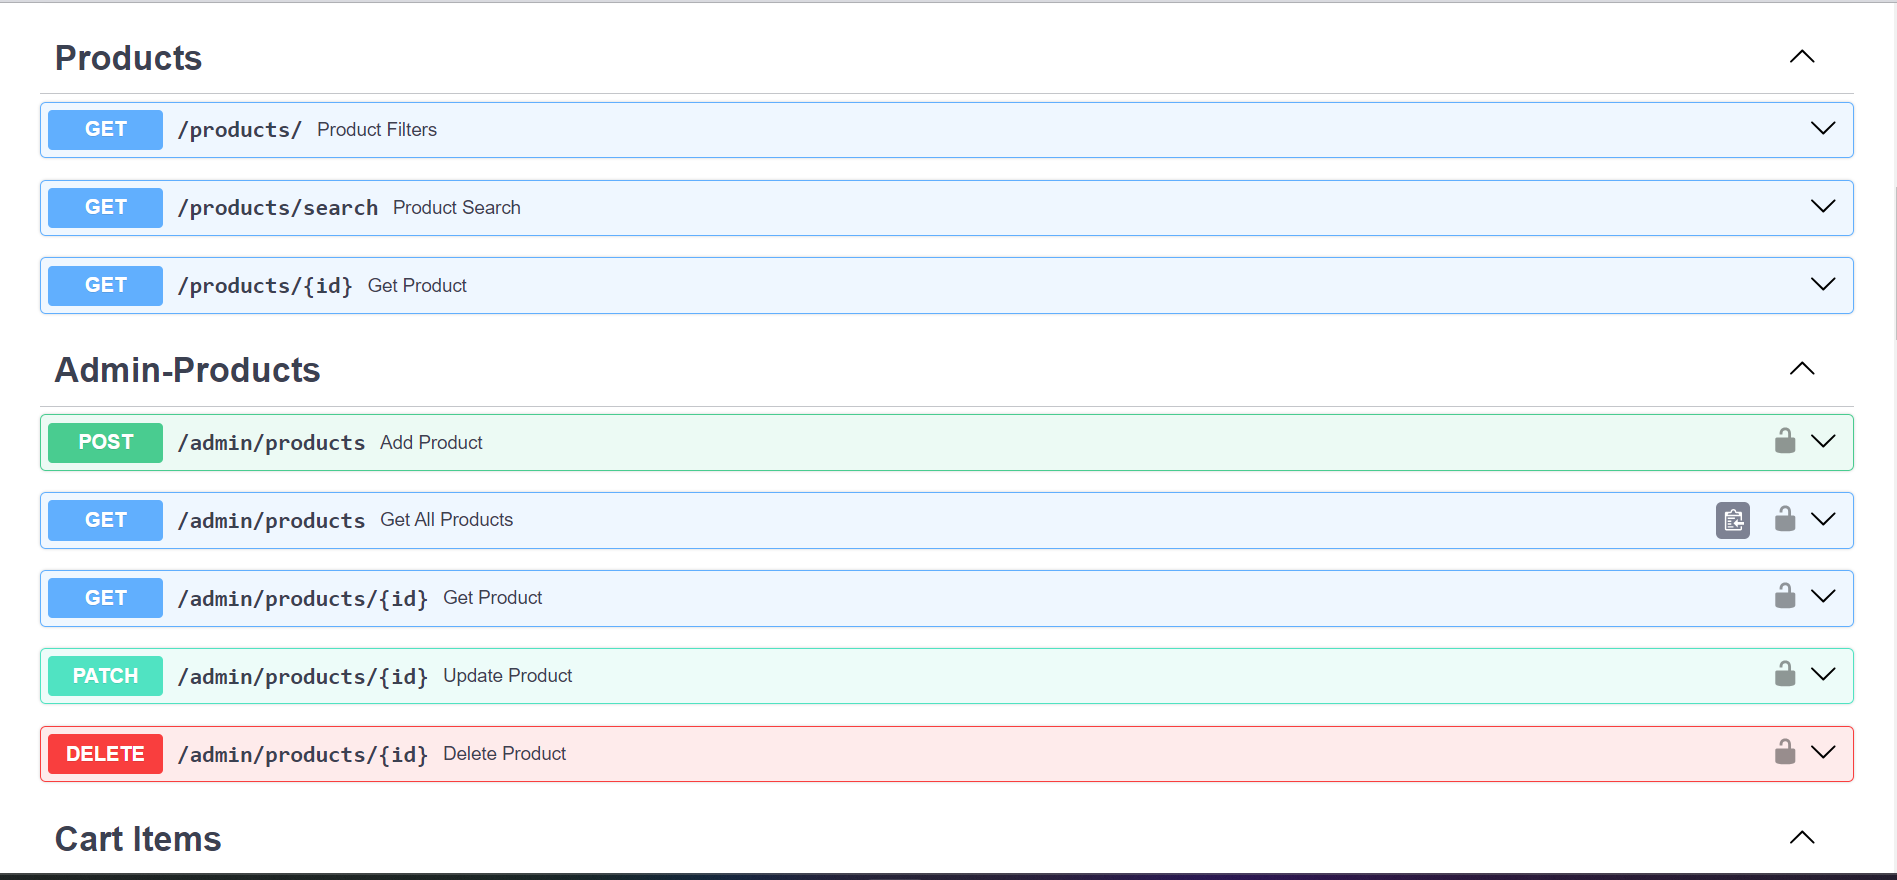 Products
GET /products/ Product Filters
GET /products/search Product Search
GET /products/{id} Get Product
Admin-Products
POST /admin/products Add Product
GET /admin/products Get All Products
GET /admin/products/{id} Get Product
PATCH /admin/products/{id} Update Product
DELETE /admin/products/{id} Delete Product
Cart Items